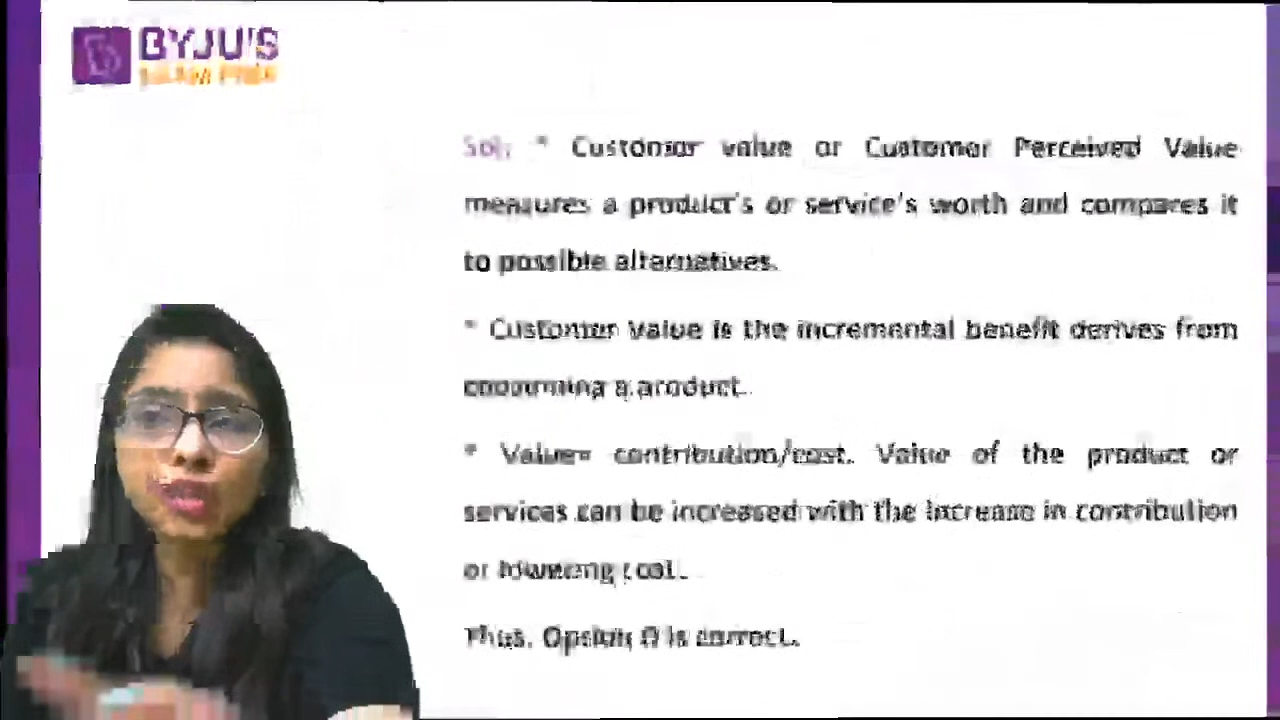 BYJU'S
EXAM PREP
Sol: * Customer value or Customer Perceived Value
measures a product's or service's worth and compares it
to possible alternatives.
* Customer Value is the incremental benefit derives from
consuming a product.
* Value= contribution/cost. Value of the product or
services can be increased with the increase in contribution
or lowering cost.
Thus, Option is correct.